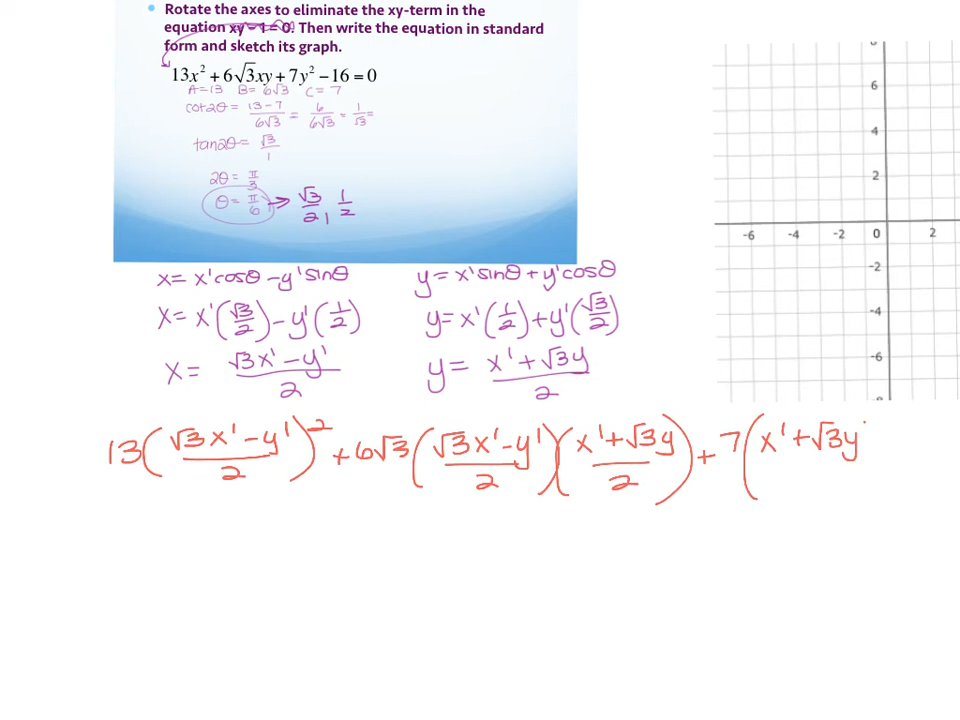 • Rotate the axes to eliminate the xy-term in the
equation xy – 1 = 0. Then write the equation in standard
form and sketch its graph.
13x² + 6√3xy + 7y² − 16 = 0
A = 13 B = 6√3 C = 7
cot2θ = 13 − 7 / 6√3 = 6 / 6√3 = 1 / √3 =
tan2θ = √3 / 1
2θ = π / 3
θ = π / 6 → √3 / 2, 1 / 2
x = x' cosθ − y' sinθ
y = x' sinθ + y' cosθ
x = x' (√3 / 2) − y' (1 / 2)
y = x' (1 / 2) + y' (√3 / 2)
x = √3x' − y' / 2
y = x' + √3y / 2
13 (√3x' − y' / 2)² + 6√3 (√3x' − y' / 2)(x' + √3y / 2) + 7 (x' + √3y'
6
4
2
-6 -4 -2 0 2
-2
-4
-6